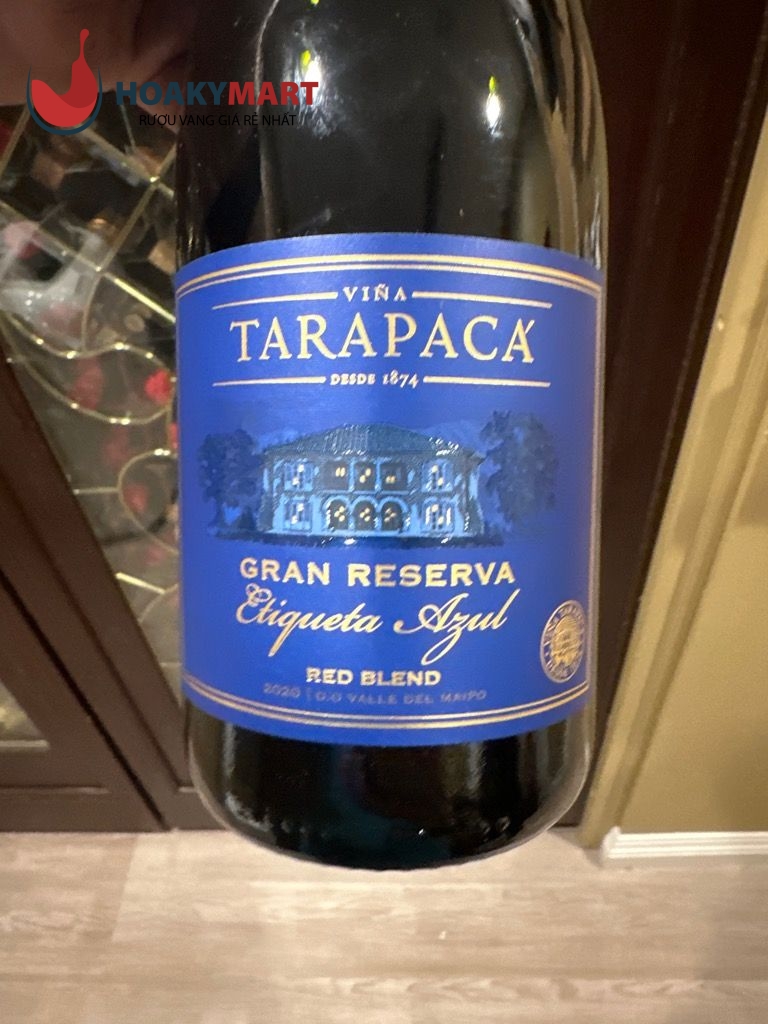 HOAKYMART
RƯỢU VANG GIÁ RẺ NHẤT
VIÑA
TARAPACÁ
DESDE 1874
GRAN RESERVA
Etiqueta Azul
RED BLEND
2020 | D.O VALLE DEL MAIPO